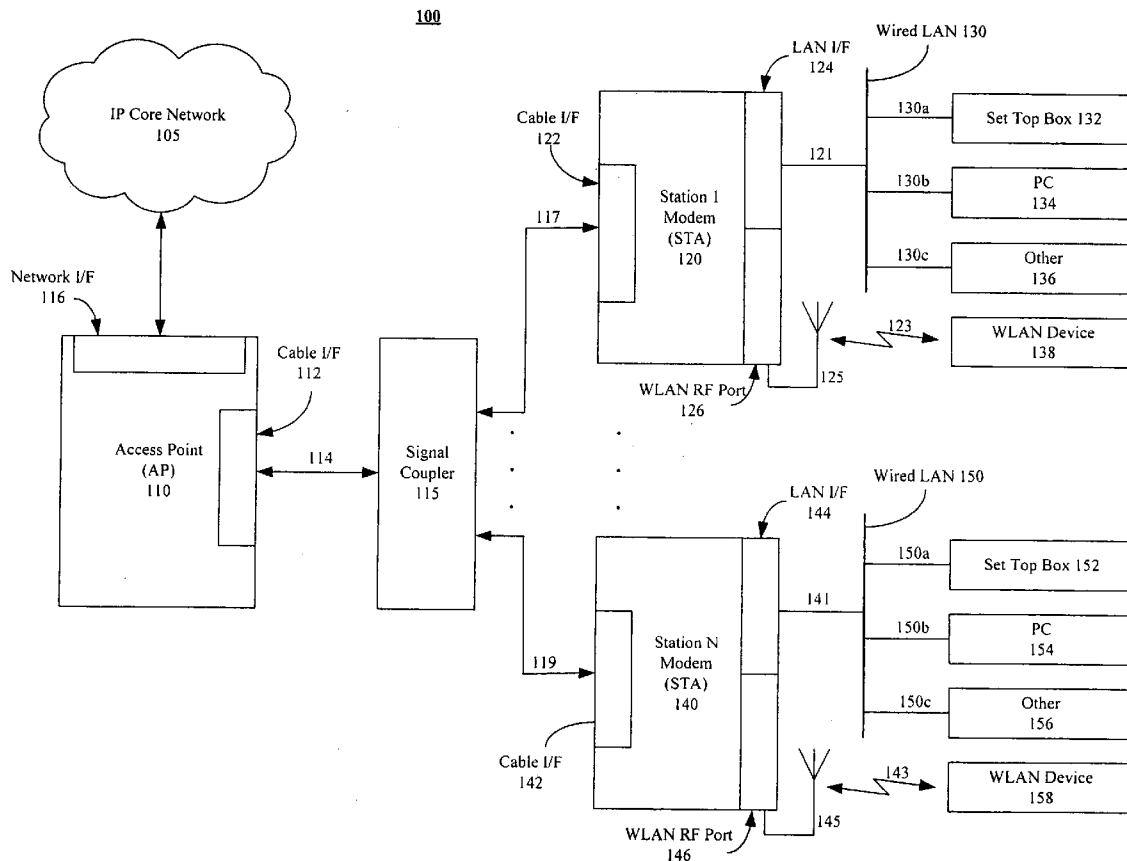 100
IP Core Network
105
Network I/F
116
Cable I/F
112
Access Point
(AP)
110
114
Signal
Coupler
115
117
119
Cable I/F
122
Station 1
Modem
(STA)
120
LAN I/F
124
121
Wired LAN 130
130a
Set Top Box 132
130b
PC
134
130c
Other
136
123
WLAN Device
138
125
WLAN RF Port
126
Cable I/F
142
Station N
Modem
(STA)
140
LAN I/F
144
141
Wired LAN 150
150a
Set Top Box 152
150b
PC
154
150c
Other
156
143
WLAN Device
158
145
WLAN RF Port
146